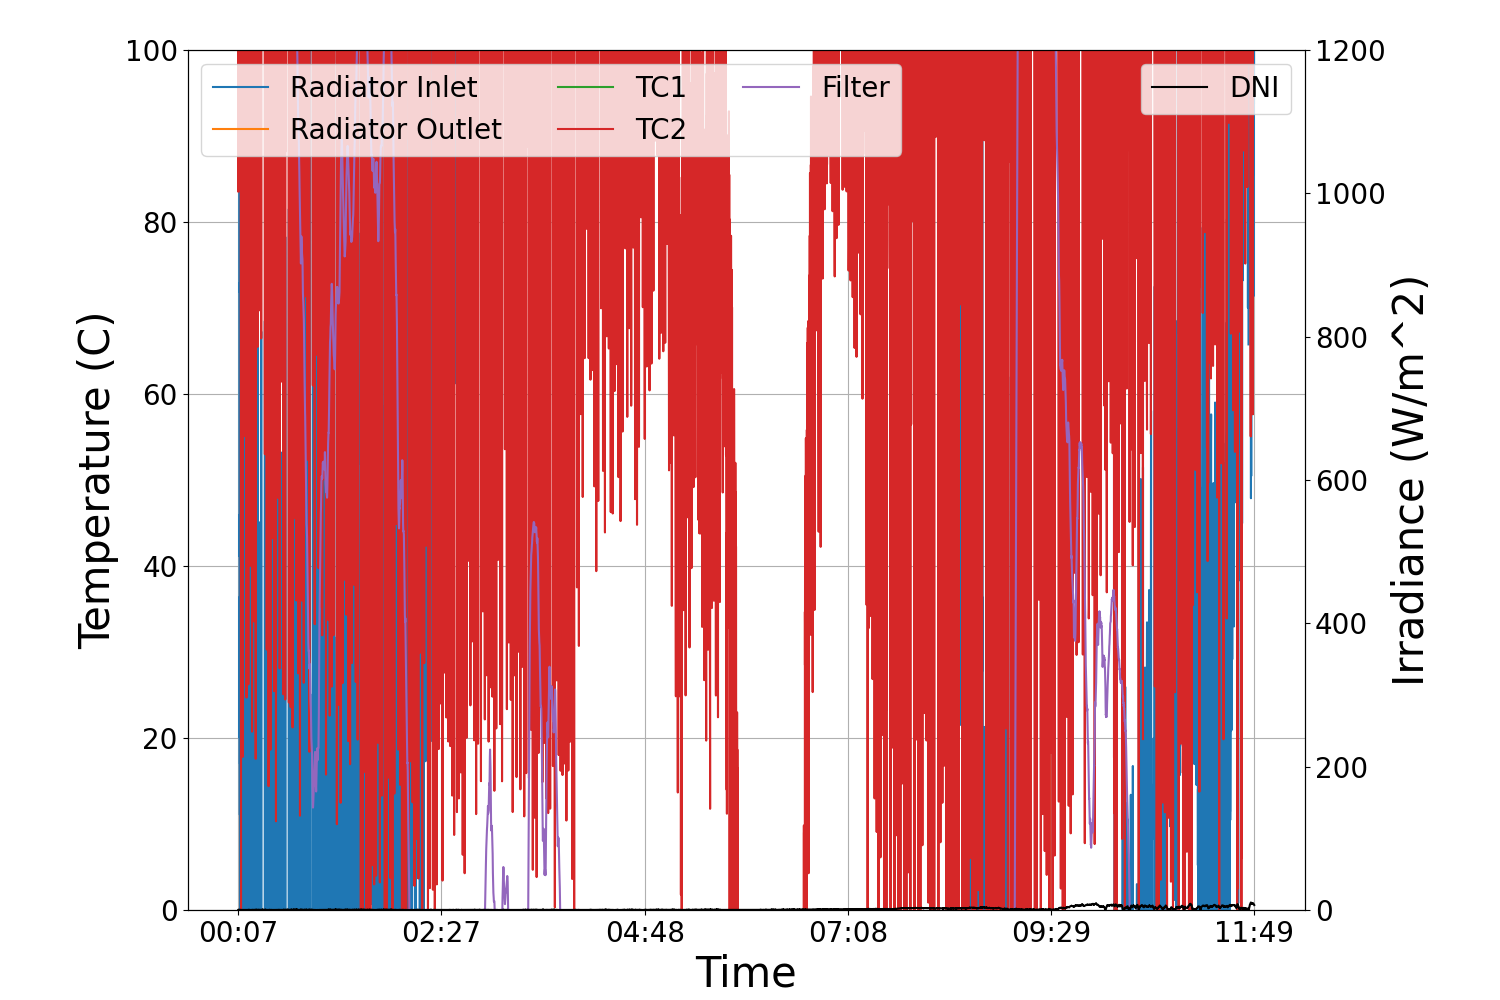 100
80
60
40
20
0
Temperature (C)
Radiator Inlet
Radiator Outlet
TC1
TC2
Filter
DNI
1200
1000
800
600
400
200
0
Irradiance (W/m^2)
00:07 02:27 04:48 07:08 09:29 11:49
Time